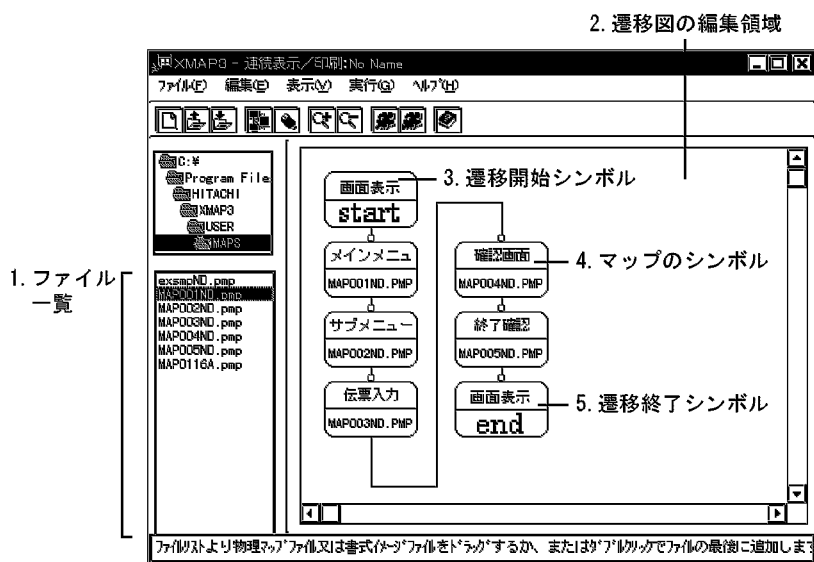 2. 遷移図の編集領域
XMAP3 - 連続表示／印刷:No Name
ﾌｧｲﾙ(F) 編集(E) 表示(V) 実行(G) ﾍﾙﾌﾟ(H)
C:¥
Program File
HITACHI
XMAP3
USER
MAPS
1. ファイル
一覧
exsmpND.pmp
MAP001ND.pmp
MAP002ND.pmp
MAP003ND.pmp
MAP004ND.pmp
MAP005ND.pmp
MAP0116A.pmp
画面表示
start
3. 遷移開始シンボル
メインメニュ
MAP001ND.PMP
サブメニュー
MAP002ND.PMP
伝票入力
MAP003ND.PMP
確認画面
MAP004ND.PMP
4. マップのシンボル
終了確認
MAP005ND.PMP
画面表示
end
5. 遷移終了シンボル
ﾌｧｲﾙﾘｽﾄより物理ﾏｯﾌﾟﾌｧｲﾙ又は書式ｲﾒｰｼﾞﾌｧｲﾙをﾄﾞﾗｯｸﾞするか、またはﾀﾞﾌﾞﾙｸﾘｯｸでﾌｧｲﾙの最後に追加しま